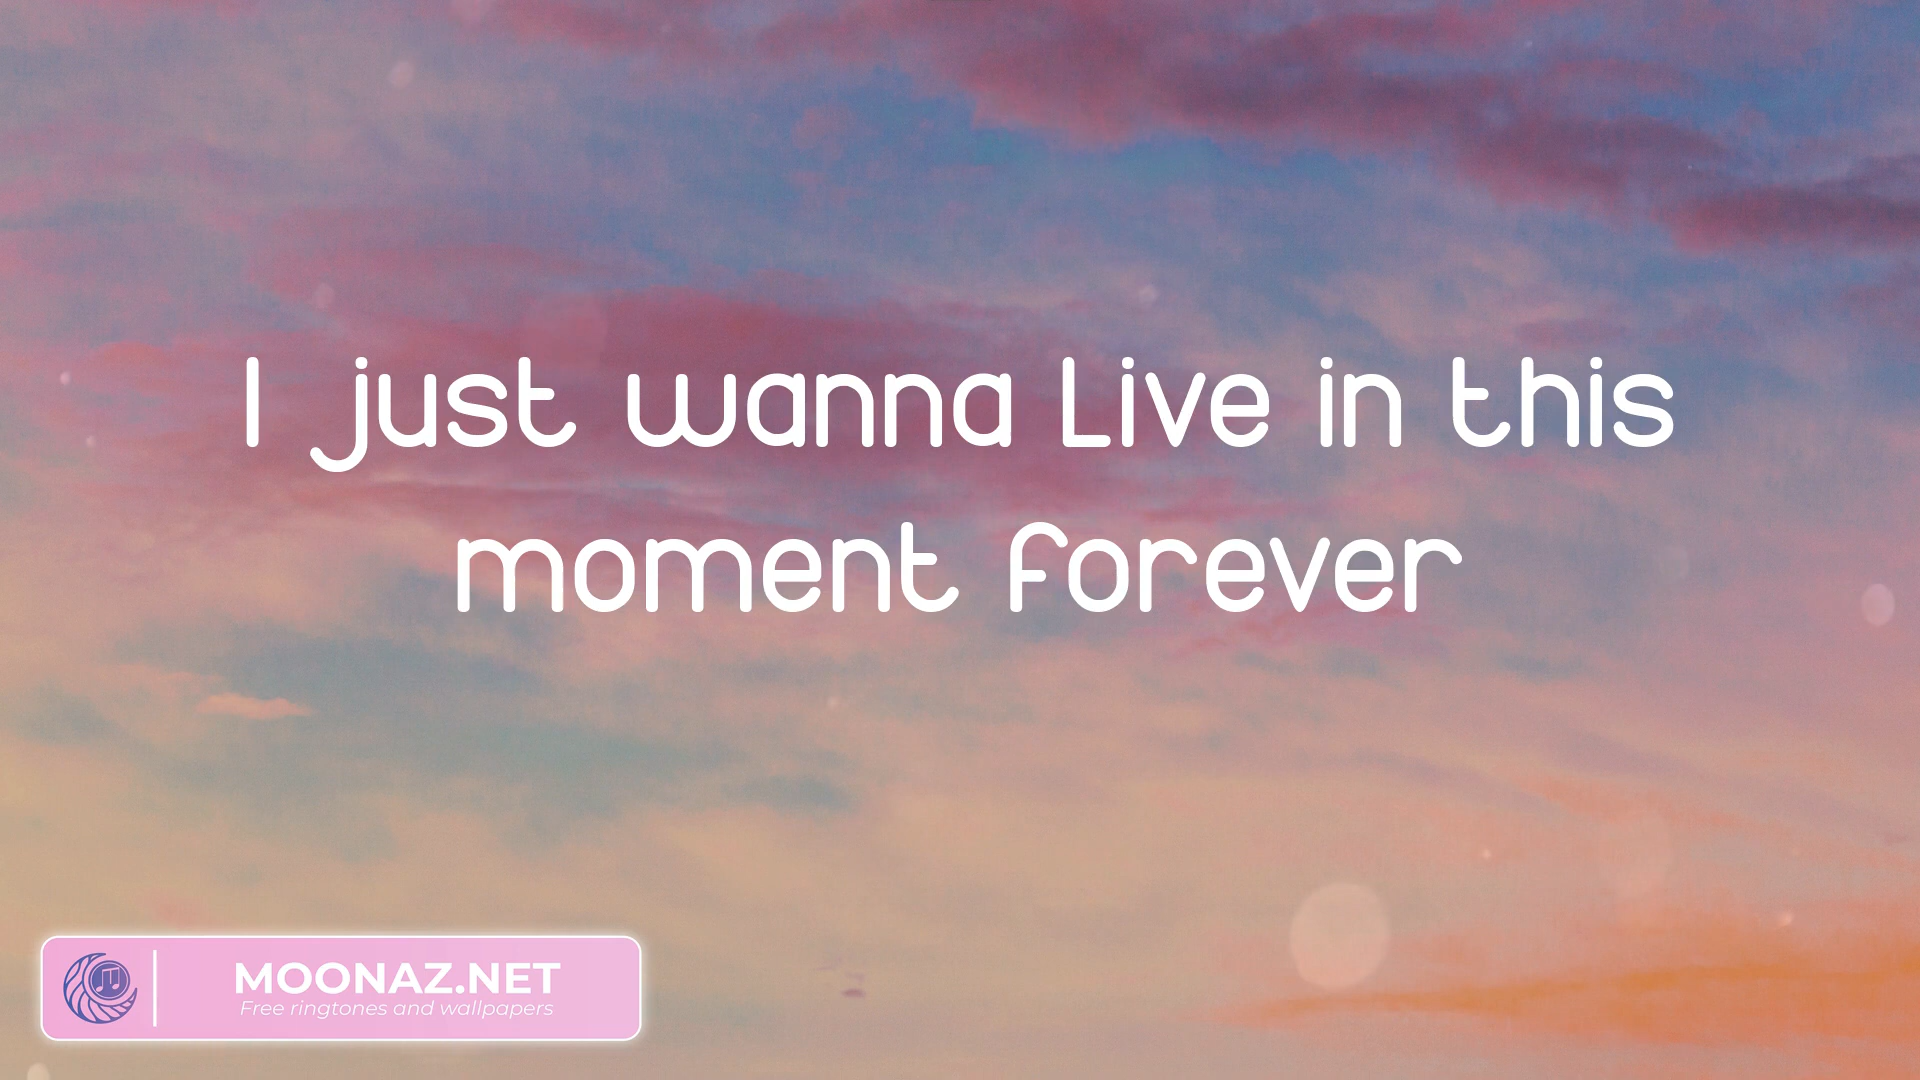 I just wanna Live in this
moment forever
MOONAZ.NET
Free ringtones and wallpapers